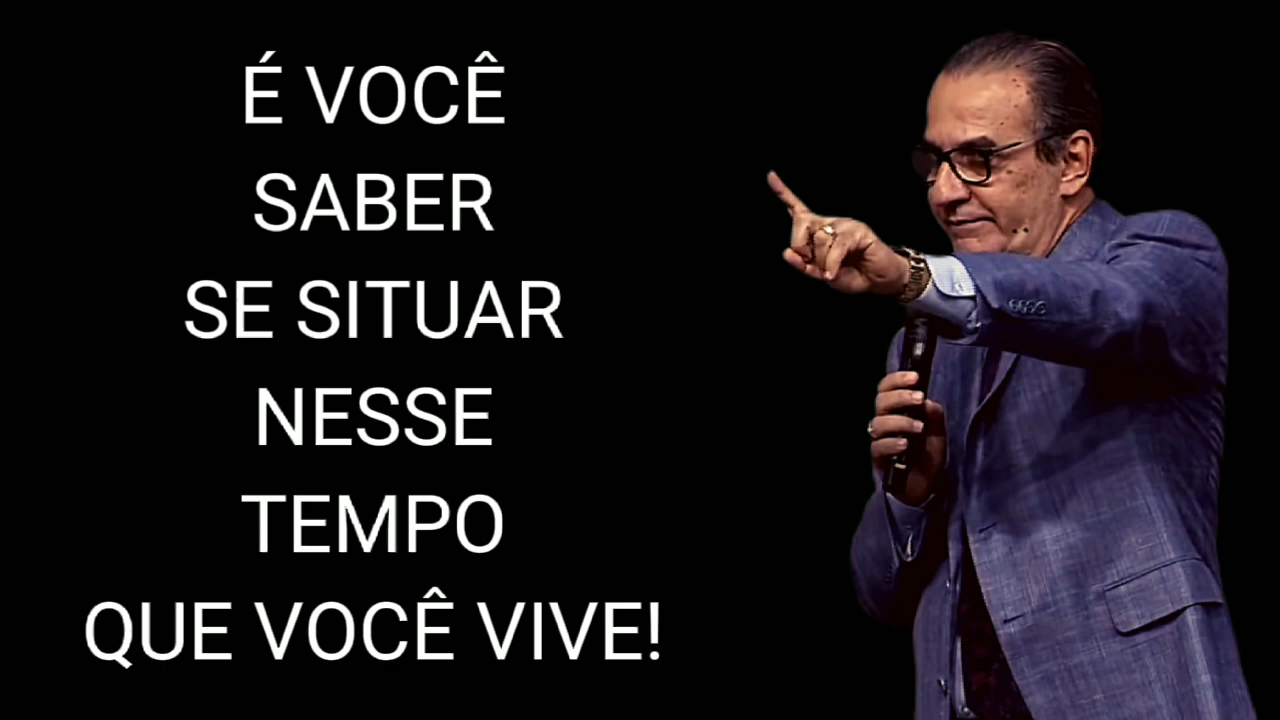 É VOCÊ
SABER
SE SITUAR
NESSE
TEMPO
QUE VOCÊ VIVE!